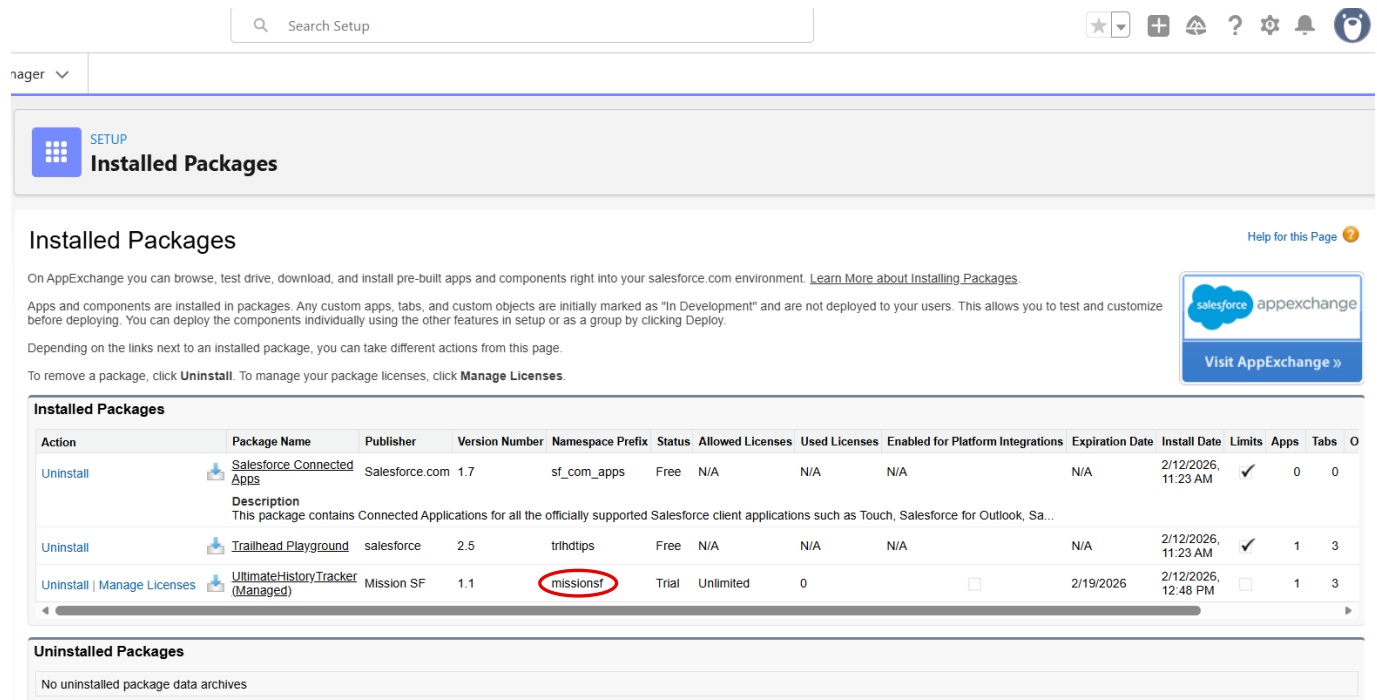 Search Setup
nager
SETUP
Installed Packages
Installed Packages
Help for this Page
On AppExchange you can browse, test drive, download, and install pre-built apps and components right into your salesforce.com environment. Learn More about Installing Packages.
Apps and components are installed in packages. Any custom apps, tabs, and custom objects are initially marked as "In Development" and are not deployed to your users. This allows you to test and customize
before deploying. You can deploy the components individually using the other features in setup or as a group by clicking Deploy.
Depending on the links next to an installed package, you can take different actions from this page.
To remove a package, click Uninstall. To manage your package licenses, click Manage Licenses.
salesforce appexchange
Visit AppExchange »
Installed Packages
Action Package Name Publisher Version Number Namespace Prefix Status Allowed Licenses Used Licenses Enabled for Platform Integrations Expiration Date Install Date Limits Apps Tabs O
Uninstall Salesforce Connected Apps Salesforce.com 1.7 sf_com_apps Free N/A N/A N/A N/A 2/12/2026, 11:23 AM 0 0
Description
This package contains Connected Applications for all the officially supported Salesforce client applications such as Touch, Salesforce for Outlook, Sa...
Uninstall Trailhead Playground salesforce 2.5 trlhdtips Free N/A N/A N/A N/A 2/12/2026, 11:23 AM 1 3
Uninstall | Manage Licenses UltimateHistoryTracker (Managed) Mission SF 1.1 missionsf Trial Unlimited 0 2/19/2026 2/12/2026, 12:48 PM 1 3
Uninstalled Packages
No uninstalled package data archives